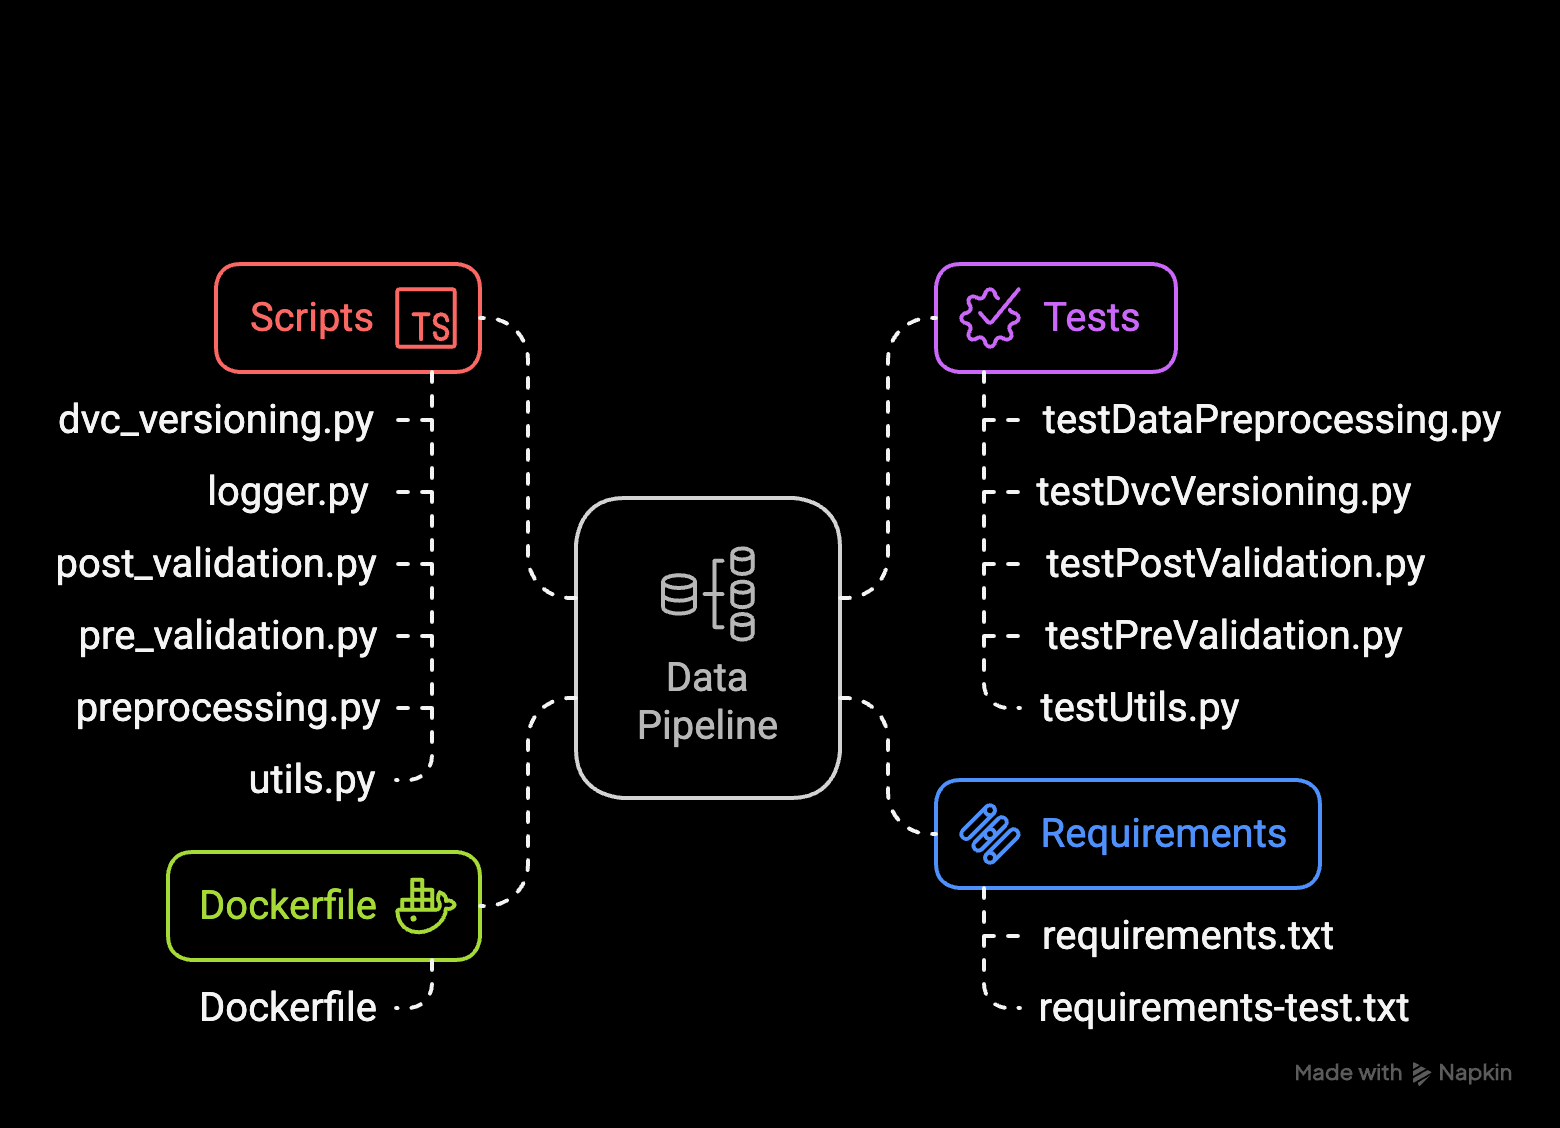 Scripts
TS
dvc_versioning.py
logger.py
post_validation.py
pre_validation.py
preprocessing.py
utils.py
Dockerfile
Dockerfile
Data
Pipeline
Tests
testDataPreprocessing.py
testDvcVersioning.py
testPostValidation.py
testPreValidation.py
testUtils.py
Requirements
requirements.txt
requirements-test.txt
Made with Napkin